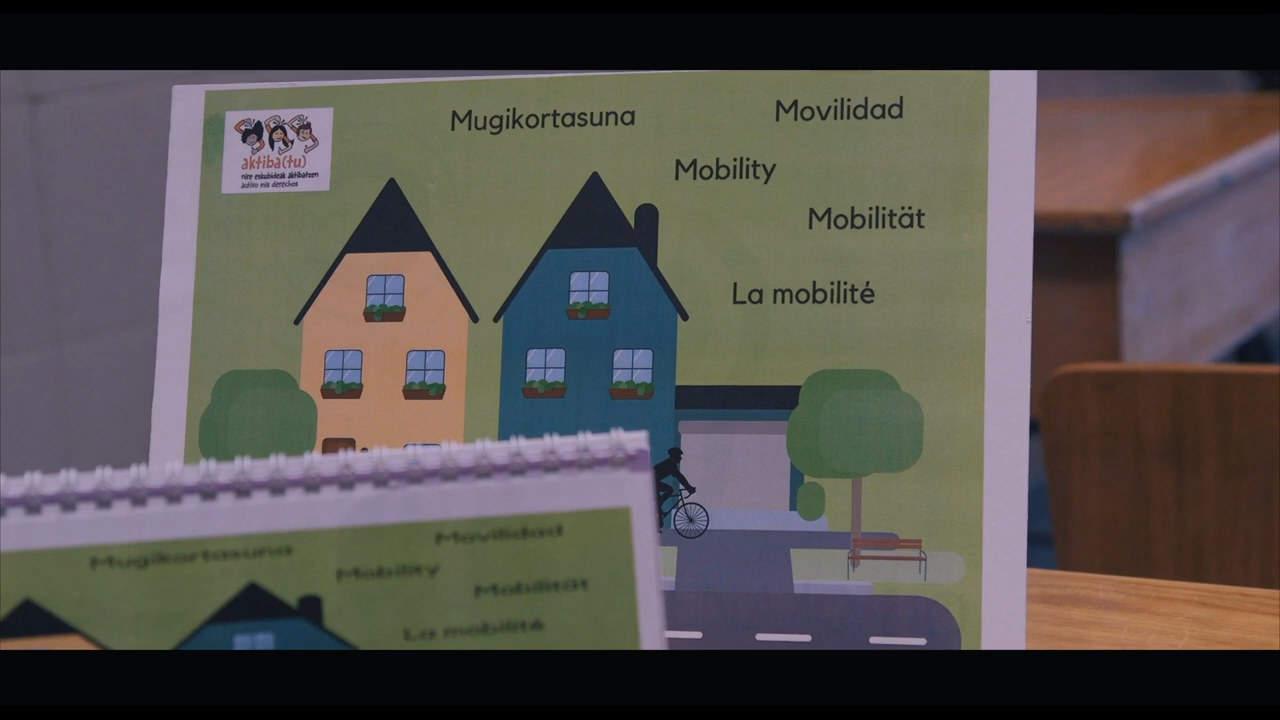 aktiba(tu)
nire eskubideak aktibatzen
activo mis derechos
Mugikortasuna
Movilidad
Mobility
Mobilität
La mobilité
Mugikortasuna
Movilidad
Mobility
Mobilität
La mobilité